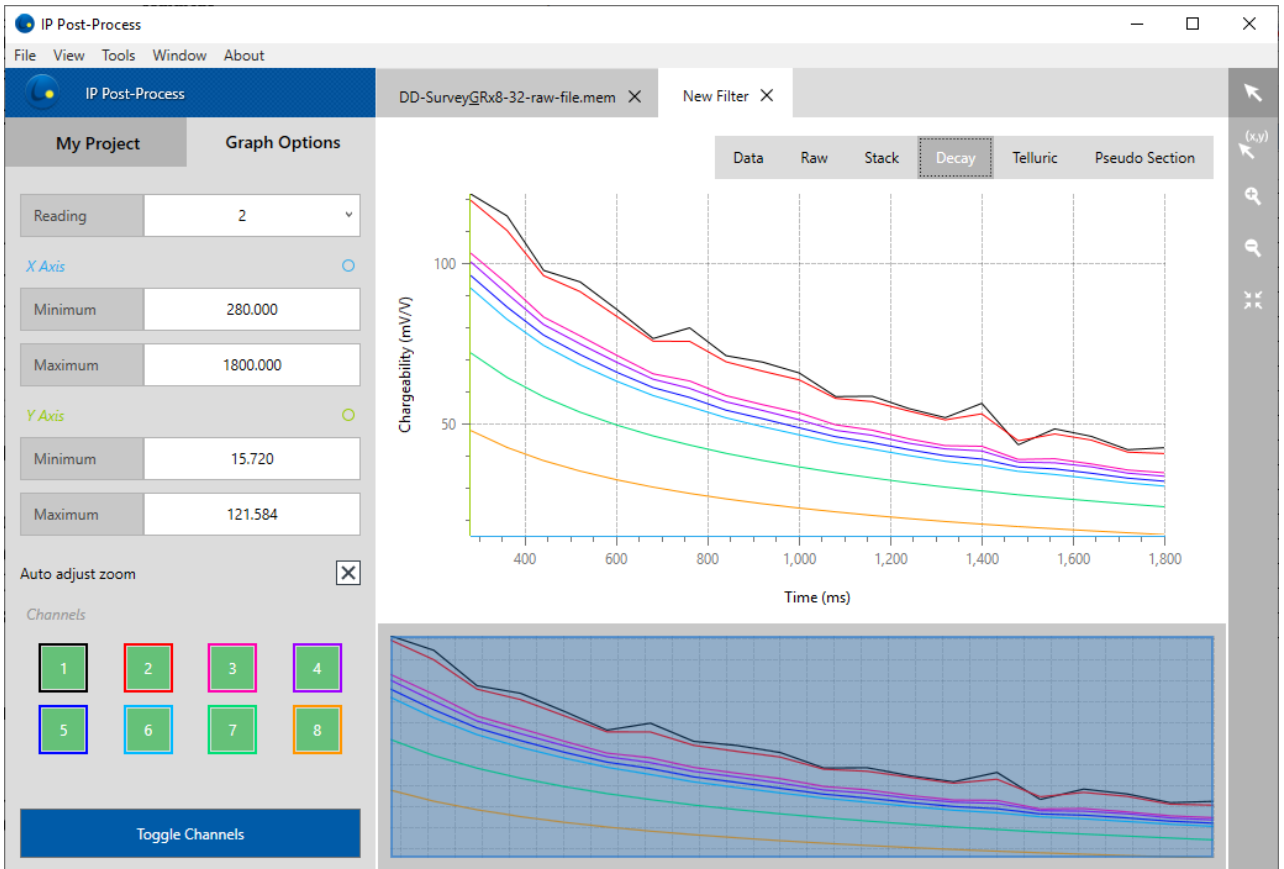 IP Post-Process
File View Tools Window About
IP Post-Process
My Project Graph Options
Reading 2
X Axis
Minimum 280.000
Maximum 1800.000
Y Axis
Minimum 15.720
Maximum 121.584
Auto adjust zoom
Channels
1 2 3 4
5 6 7 8
Toggle Channels
DD-SurveyGRx8-32-raw-file.mem New Filter
Data Raw Stack Decay Telluric Pseudo Section
Chargeability (mV/V)
100
50
400 600 800 1,000 1,200 1,400 1,600 1,800
Time (ms)
(x,y)